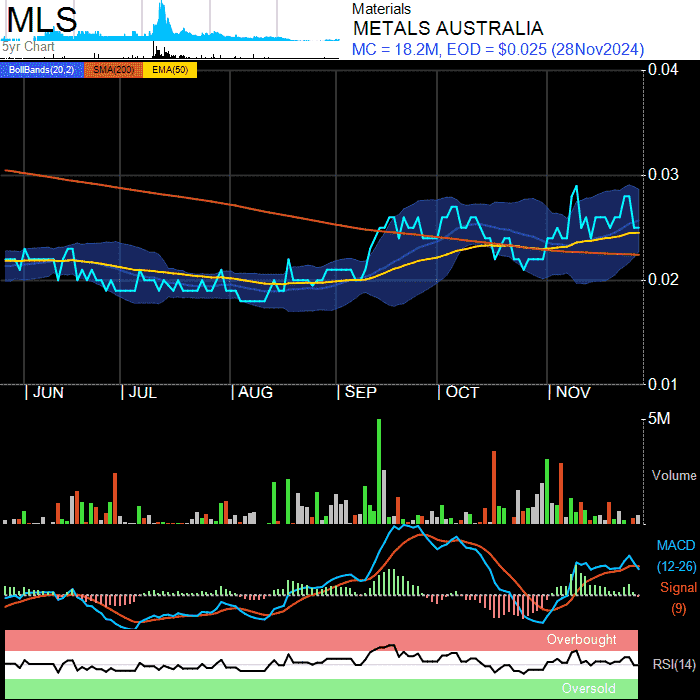 MLS
5yr Chart
Materials
METALS AUSTRALIA
MC = 18.2M, EOD = $0.025 (28Nov2024)
BollBands(20,2) SMA(200) EMA(50)
0.04
0.03
0.02
0.01
JUN JUL AUG SEP OCT NOV
5M
Volume
MACD
(12-26)
Signal
(9)
Overbought
RSI(14)
Oversold